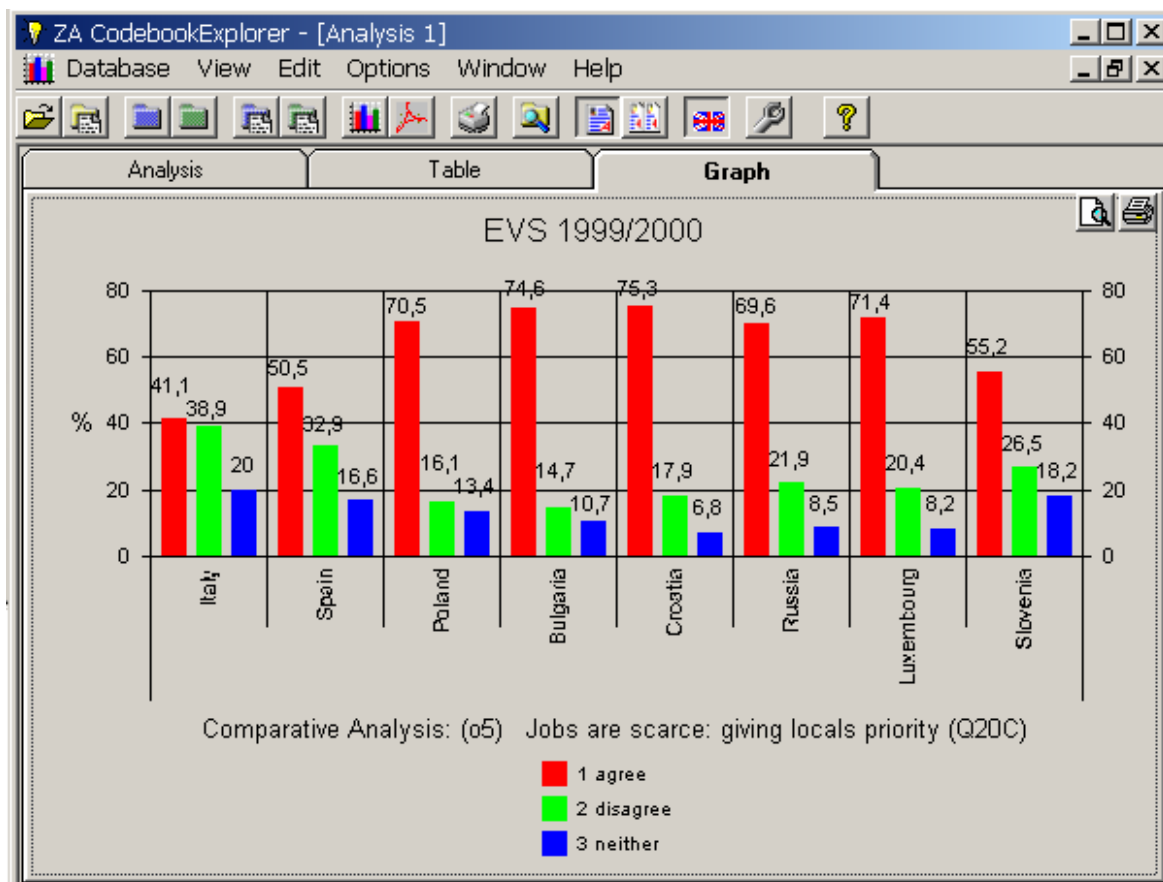 ZA CodebookExplorer - [Analysis 1]
Database View Edit Options Window Help
Analysis Table Graph
EVS 1999/2000
80 74,6 75,3 80
70,5 69,6 71,4
60 50,5 55,2 60
41,1 38,9
% 40 32,9 40
20 16,6 16,1 13,4 14,7 10,7 17,9 6,8 21,9 8,5 20,4 8,2 26,5 18,2
20 20
0 0
Italy Spain Poland Bulgaria Croatia Russia Luxembourg Slovenia
Comparative Analysis: (o5) Jobs are scarce: giving locals priority (Q20C)
1 agree
2 disagree
3 neither